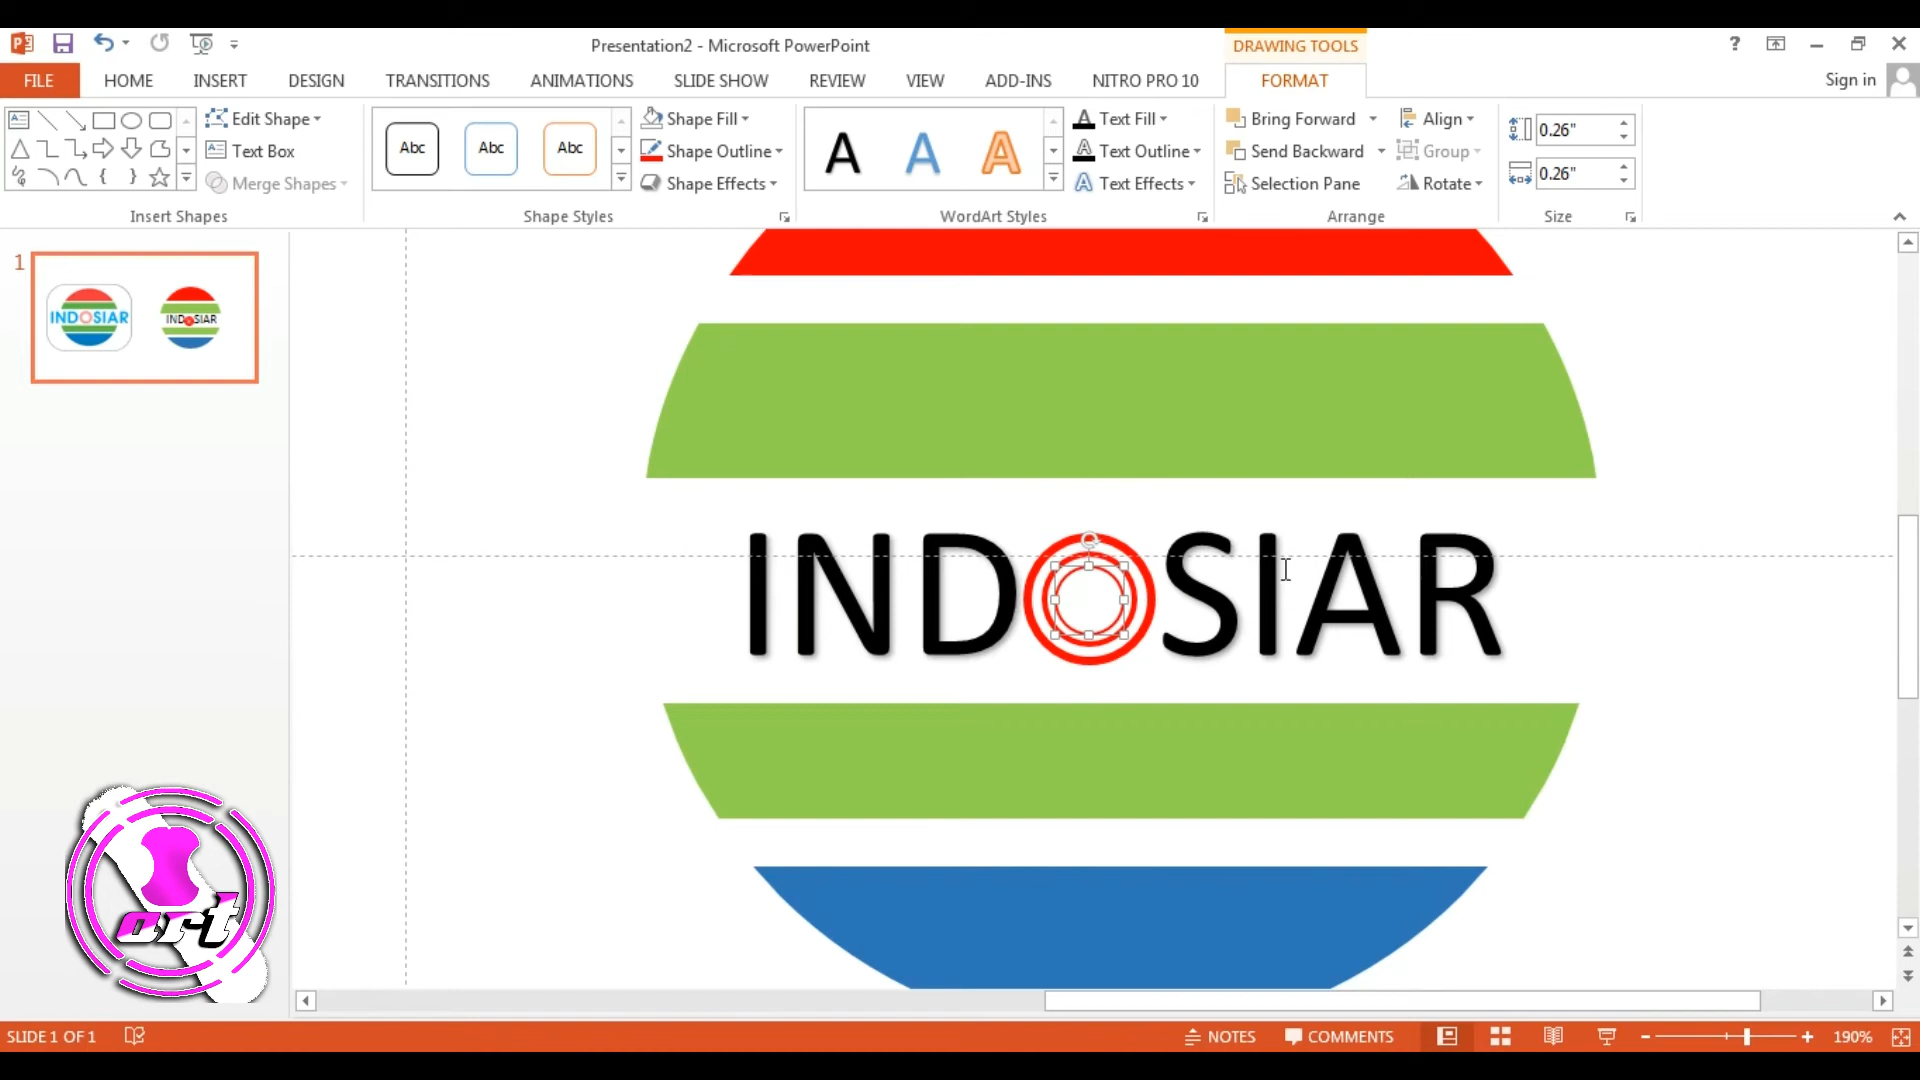 Presentation2 - Microsoft PowerPoint
DRAWING TOOLS
?
FILE HOME INSERT DESIGN TRANSITIONS ANIMATIONS SLIDE SHOW REVIEW VIEW ADD-INS NITRO PRO 10 FORMAT Sign in
Edit Shape
Text Box
Merge Shapes
Insert Shapes
Abc Abc Abc
Shape Fill
Shape Outline
Shape Effects
Shape Styles
A A A
Text Fill
Text Outline
Text Effects
WordArt Styles
Bring Forward
Send Backward
Selection Pane
Align
Group
Rotate
Arrange
0.26"
0.26"
Size
1
INDOSIAR
INDOSIAR
INDOSIAR
art
SLIDE 1 OF 1 NOTES COMMENTS 190%